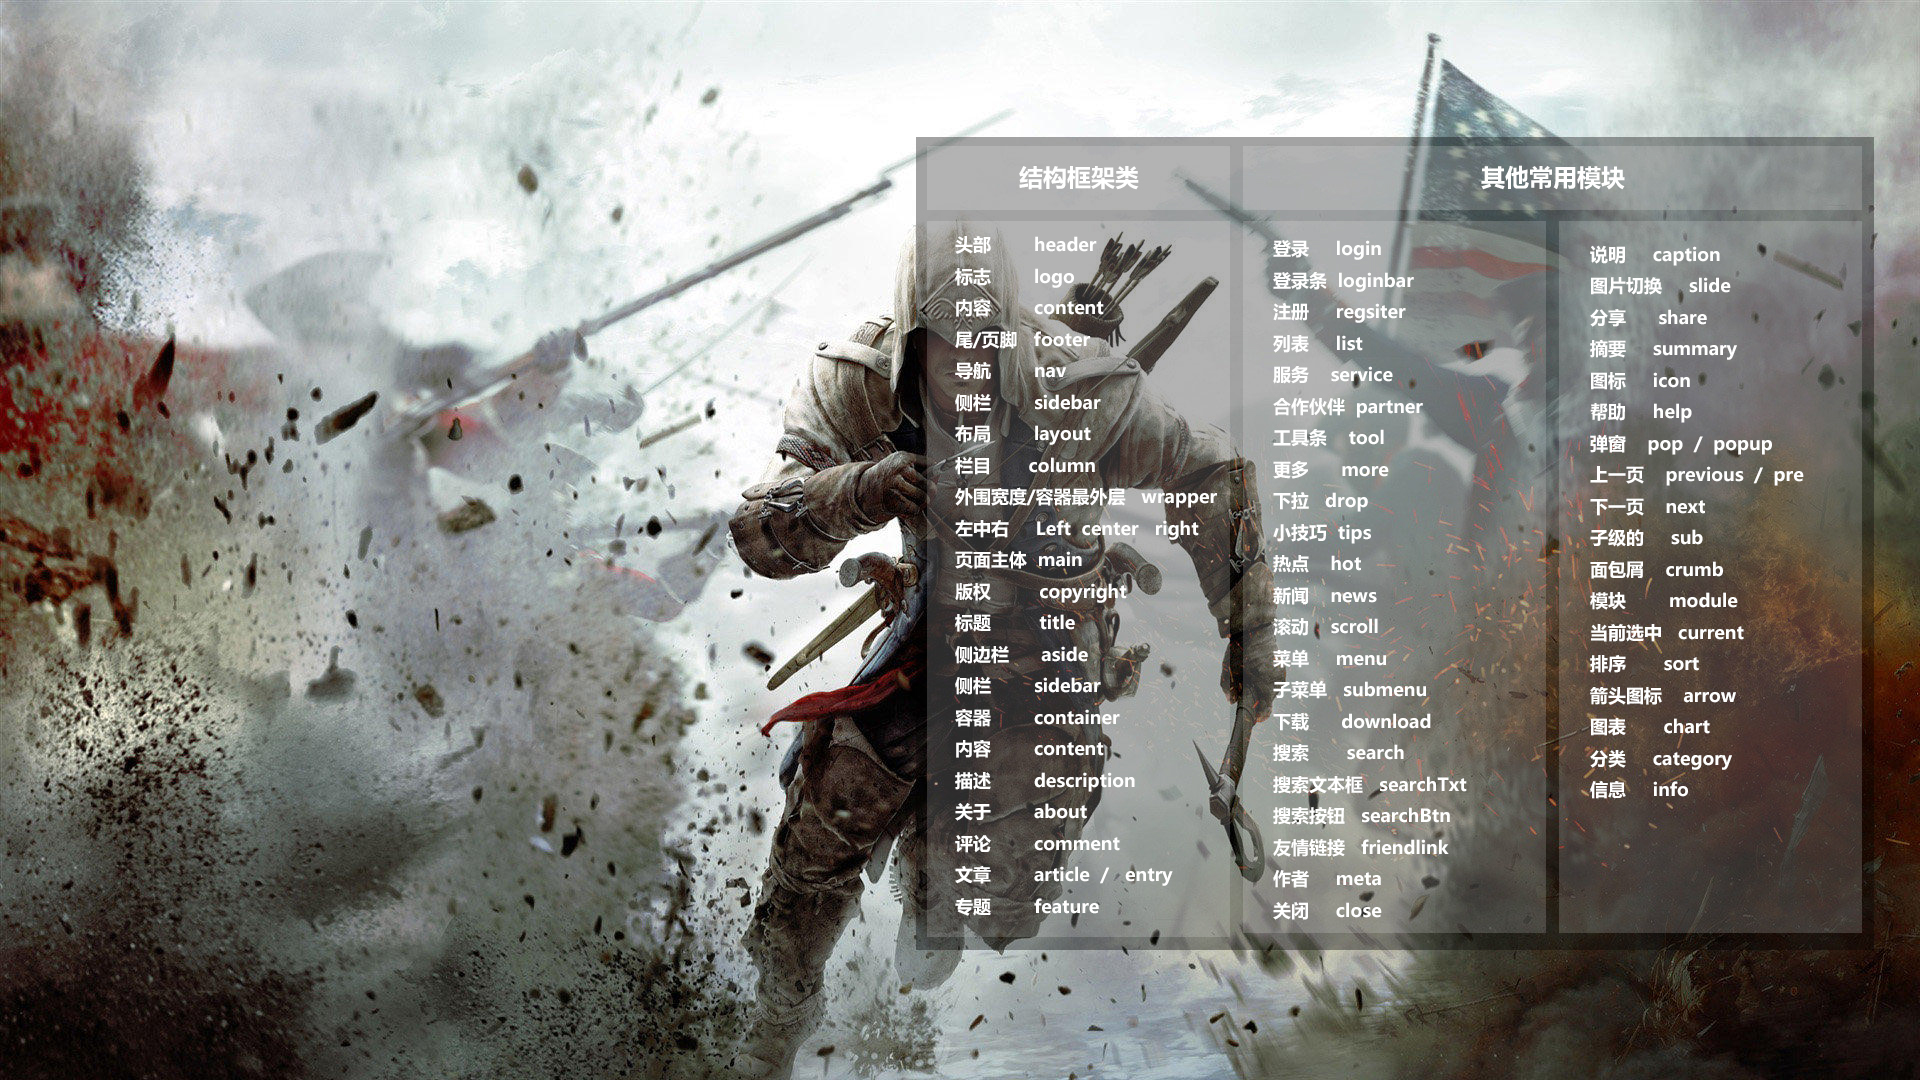 结构框架类
头部 header
标志 logo
内容 content
尾/页脚 footer
导航 nav
侧栏 sidebar
布局 layout
栏目 column
外围宽度/容器最外层 wrapper
左中右 Left center right
页面主体 main
版权 copyright
标题 title
侧边栏 aside
侧栏 sidebar
容器 container
内容 content
描述 description
关于 about
评论 comment
文章 article / entry
专题 feature
其他常用模块
登录 login
登录条 loginbar
注册 regsiter
列表 list
服务 service
合作伙伴 partner
工具条 tool
更多 more
下拉 drop
小技巧 tips
热点 hot
新闻 news
滚动 scroll
菜单 menu
子菜单 submenu
下载 download
搜索 search
搜索文本框 searchTxt
搜索按钮 searchBtn
友情链接 friendlink
作者 meta
关闭 close
说明 caption
图片切换 slide
分享 share
摘要 summary
图标 icon
帮助 help
弹窗 pop / popup
上一页 previous / pre
下一页 next
子级的 sub
面包屑 crumb
模块 module
当前选中 current
排序 sort
箭头图标 arrow
图表 chart
分类 category
信息 info